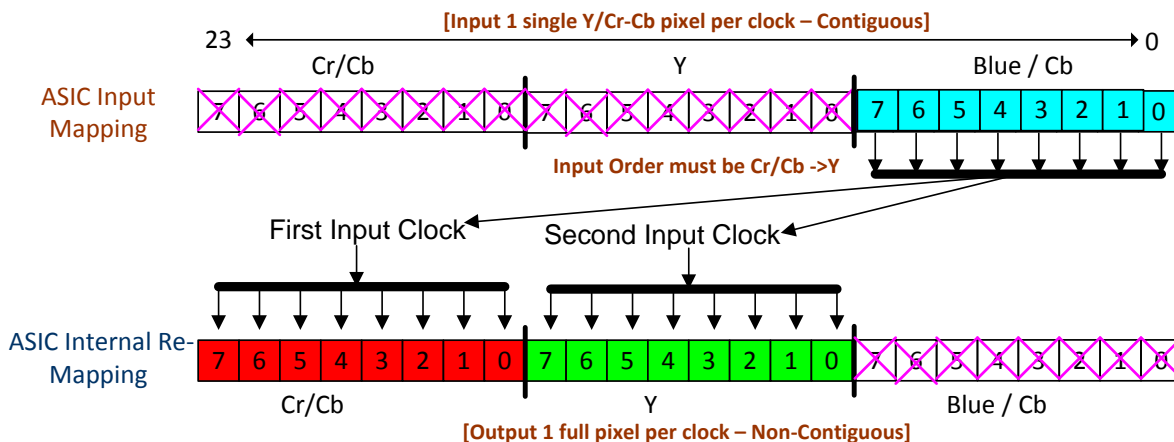 [Input 1 single Y/Cr-Cb pixel per clock – Contiguous]
23 0
Cr/Cb Y Blue / Cb
ASIC Input Mapping
7 6 5 4 3 2 1 0 7 6 5 4 3 2 1 0 7 6 5 4 3 2 1 0
Input Order must be Cr/Cb ->Y
First Input Clock Second Input Clock
ASIC Internal Re-Mapping
7 6 5 4 3 2 1 0 7 6 5 4 3 2 1 0 7 6 5 4 3 2 1 0
Cr/Cb Y Blue / Cb
[Output 1 full pixel per clock – Non-Contiguous]